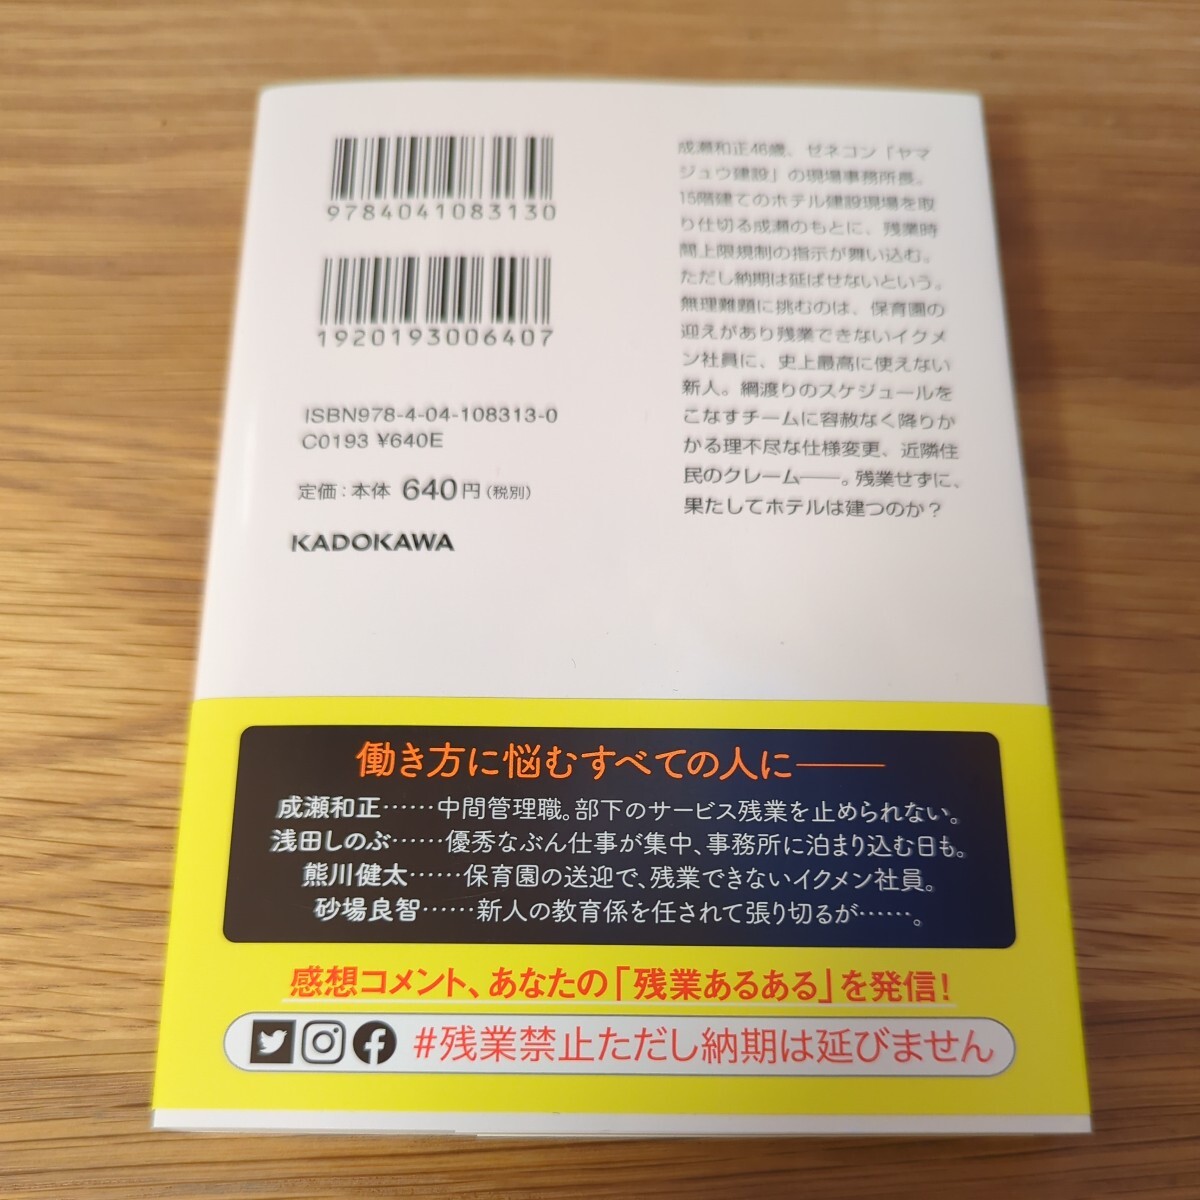 9784041083130
1920193006407
ISBN978-4-04-108313-0
C0193 ¥640E
定価：本体 640円（税別）
KADOKAWA
成瀬和正46歳、ゼネコン「ヤマ
ジュウ建設」の現場事務所長。
15階建てのホテル建設現場を取
り仕切る成瀬のもとに、残業時
間上限規制の指示が舞い込む。
ただし納期は延ばせないという。
無理難題に挑むのは、保育園の
迎えがあり残業できないイクメ
ン社員に、史上最高に使えない
新人。綱渡りのスケジュールを
こなすチームに容赦なく降りか
かる理不尽な仕様変更、近隣住
民のクレーム――。残業せずに、
果たしてホテルは建つのか？
働き方に悩むすべての人に――
成瀬和正……中間管理職。部下のサービス残業を止められない。
浅田しのぶ……優秀なぶん仕事が集中、事務所に泊まり込む日も。
熊川健太……保育園の送迎で、残業できないイクメン社員。
砂場良智……新人の教育係を任されて張り切るが……。
感想コメント、あなたの「残業あるある」を発信！
#残業禁止ただし納期は延びません